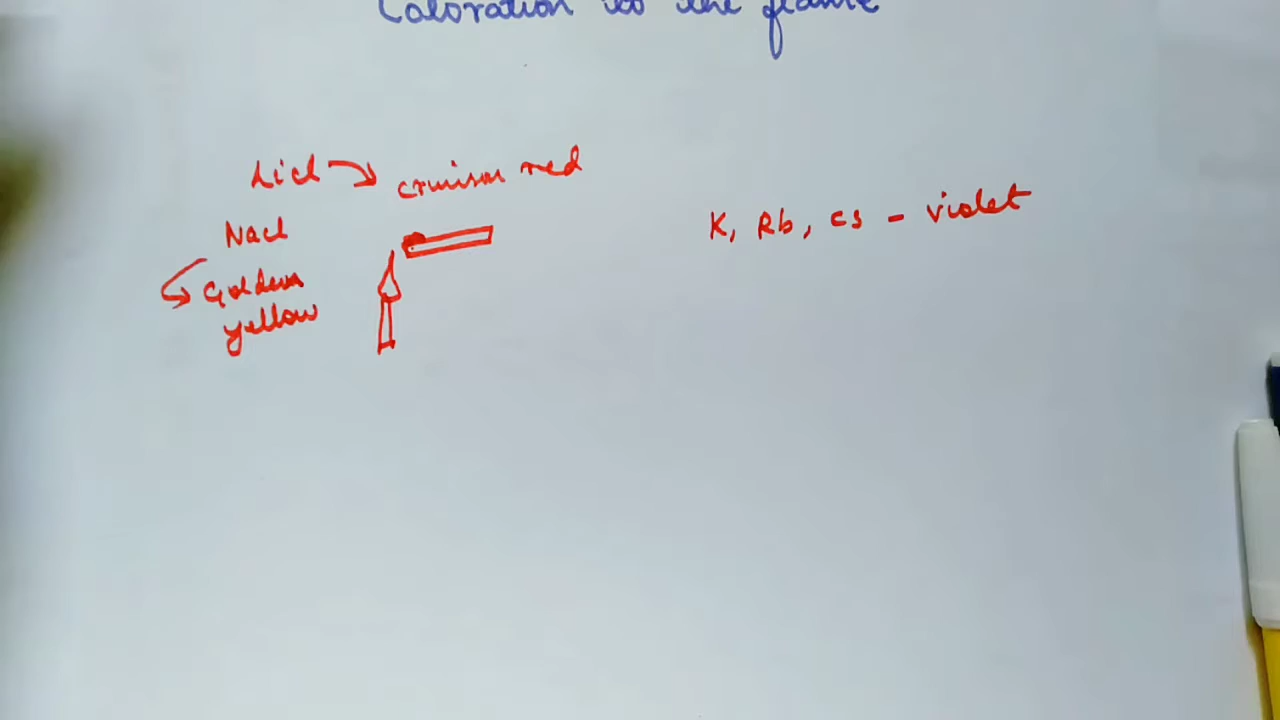 Coloration to the flame
Licl → crimson red
Nacl
Golden
yellow
K, Rb, cs - violet